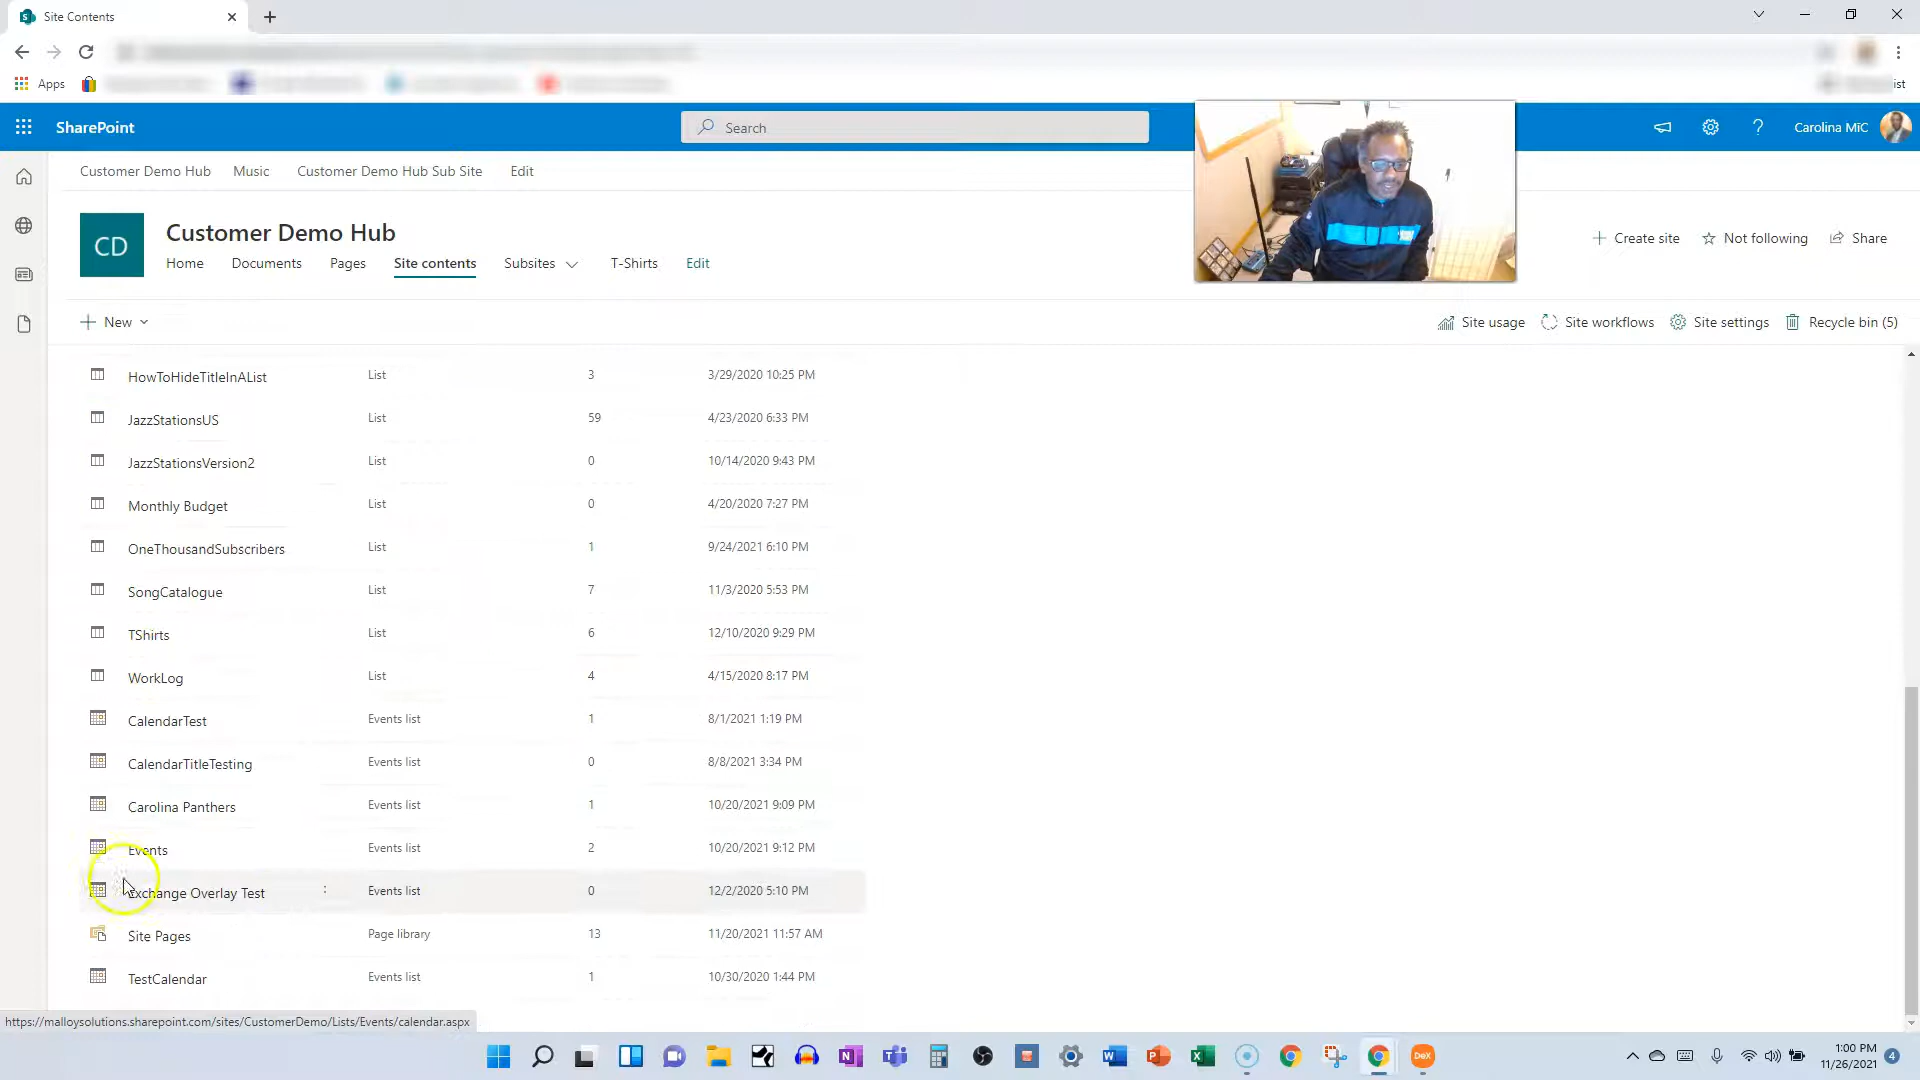 Site Contents
Apps
ist
SharePoint
Search
Carolina MiC
Customer Demo Hub Music Customer Demo Hub Sub Site Edit
CD
Customer Demo Hub
Home Documents Pages Site contents Subsites T-Shirts Edit
Create site Not following Share
New
Site usage Site workflows Site settings Recycle bin (5)
HowToHideTitleInAList List 3 3/29/2020 10:25 PM
JazzStationsUS List 59 4/23/2020 6:33 PM
JazzStationsVersion2 List 0 10/14/2020 9:43 PM
Monthly Budget List 0 4/20/2020 7:27 PM
OneThousandSubscribers List 1 9/24/2021 6:10 PM
SongCatalogue List 7 11/3/2020 5:53 PM
TShirts List 6 12/10/2020 9:29 PM
WorkLog List 4 4/15/2020 8:17 PM
CalendarTest Events list 1 8/1/2021 1:19 PM
CalendarTitleTesting Events list 0 8/8/2021 3:34 PM
Carolina Panthers Events list 1 10/20/2021 9:09 PM
Events Events list 2 10/20/2021 9:12 PM
Exchange Overlay Test Events list 0 12/2/2020 5:10 PM
Site Pages Page library 13 11/20/2021 11:57 AM
TestCalendar Events list 1 10/30/2020 1:44 PM
https://malloysolutions.sharepoint.com/sites/CustomerDemo/Lists/Events/calendar.aspx
DeX
1:00 PM
11/26/2021
4